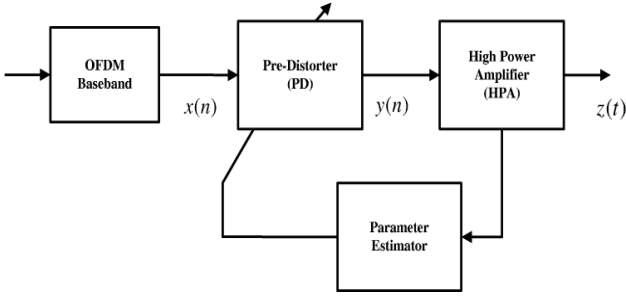 OFDM
Baseband
x(n)
Pre-Distorter
(PD)
y(n)
High Power
Amplifier
(HPA)
z(t)
Parameter
Estimator